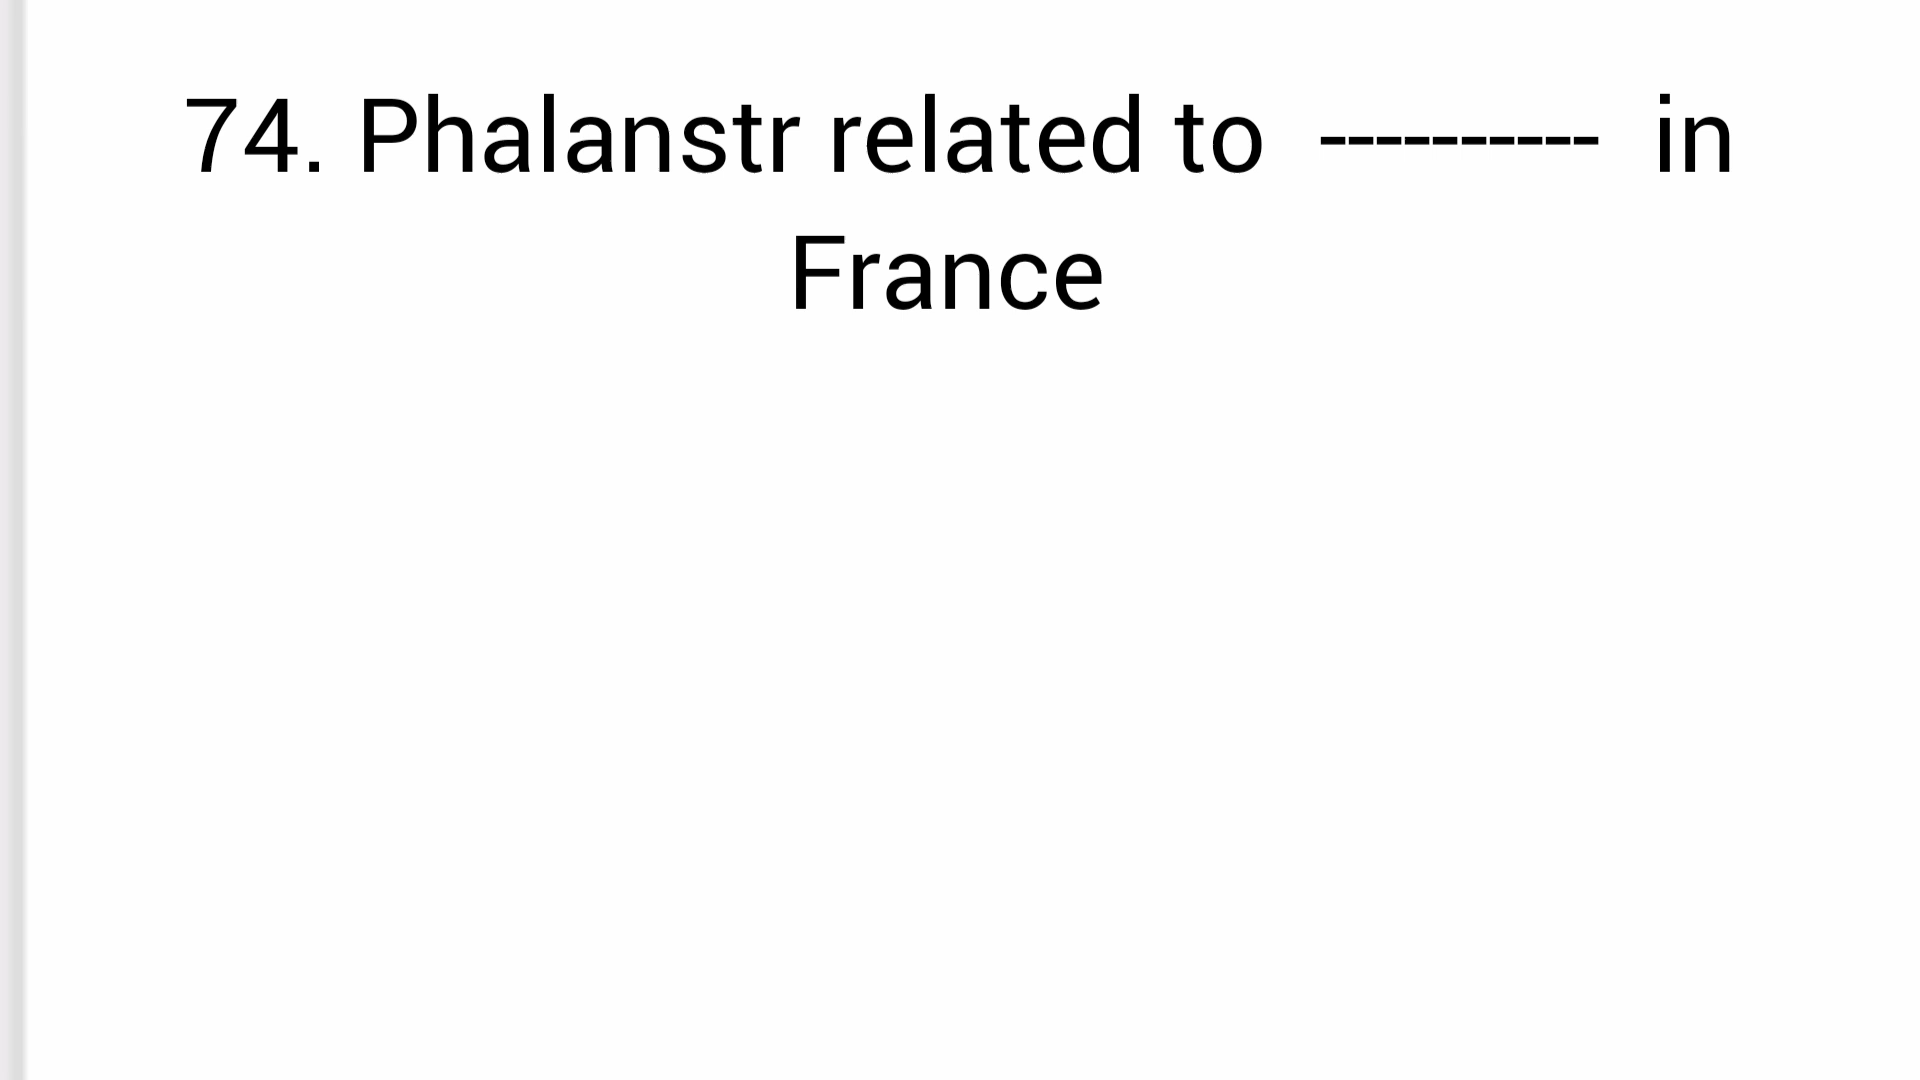 74. Phalanstr related to ---------- in
France